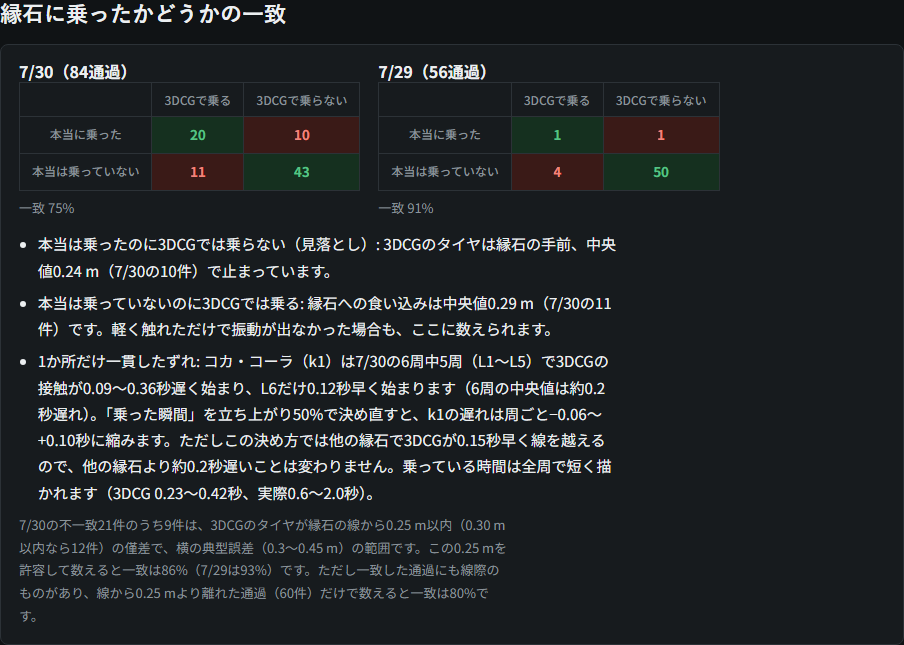 縁石に乗ったかどうかの一致
7/30（84通過） 7/29（56通過）
3DCGで乗る 3DCGで乗らない 3DCGで乗る 3DCGで乗らない
本当に乗った 20 10 本当に乗った 1 1
本当は乗っていない 11 43 本当は乗っていない 4 50
一致 75% 一致 91%
• 本当は乗ったのに3DCGでは乗らない（見落とし）: 3DCGのタイヤは縁石の手前、中央
値0.24 m（7/30の10件）で止まっています。
• 本当は乗っていないのに3DCGでは乗る: 縁石への食い込みは中央値0.29 m（7/30の11
件）です。軽く触れただけで振動が出なかった場合も、ここに数えられます。
• 1か所だけ一貫したずれ: コカ・コーラ（k1）は7/30の6周中5周（L1〜L5）で3DCGの
接触が0.09〜0.36秒遅く始まり、L6だけ0.12秒早く始まります（6周の中央値は約0.2
秒遅れ）。「乗った瞬間」を立ち上がり50%で決め直すと、k1の遅れは周ごと−0.06〜
+0.10秒に縮みます。ただしこの決め方では他の縁石で3DCGが0.15秒早く線を越える
ので、他の縁石より約0.2秒遅いことは変わりません。乗っている時間は全周で短く描
かれます（3DCG 0.23〜0.42秒、実際0.6〜2.0秒）。
7/30の不一致21件のうち9件は、3DCGのタイヤが縁石の線から0.25 m以内（0.30 m
以内なら12件）の僅差で、横の典型誤差（0.3〜0.45 m）の範囲です。この0.25 mを
許容して数えると一致は86%（7/29は93%）です。ただし一致した通過にも線際の
ものがあり、線から0.25 mより離れた通過（60件）だけで数えると一致は80%で
す。